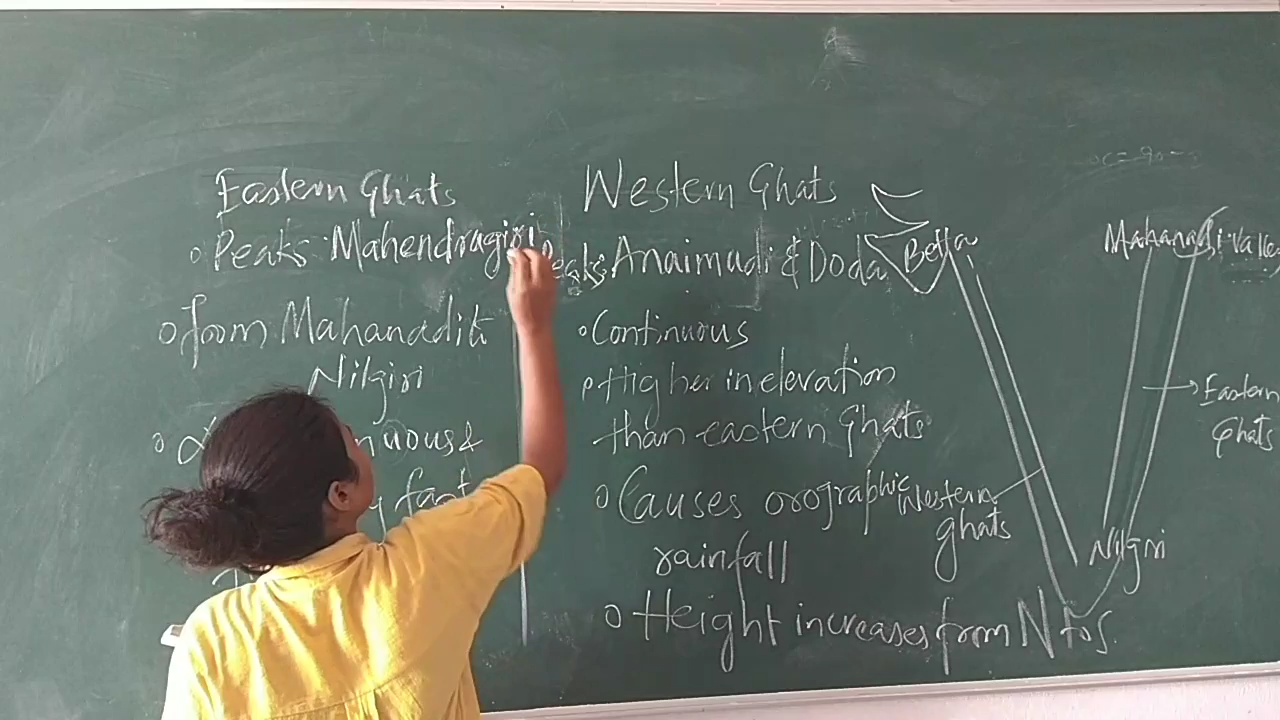 Eastern Ghats
Peaks: Mahendragiri
from Mahanadi to
Nilgiri
nuous &
Western Ghats
Peaks: Anaimudi & Doda Betta
Continuous
Higher in elevation
than eastern Ghats
Causes orographic
rainfall
Height increases from N to S.
Western
ghats
Mahanadi valley
Eastern
Ghats
Nilgiri